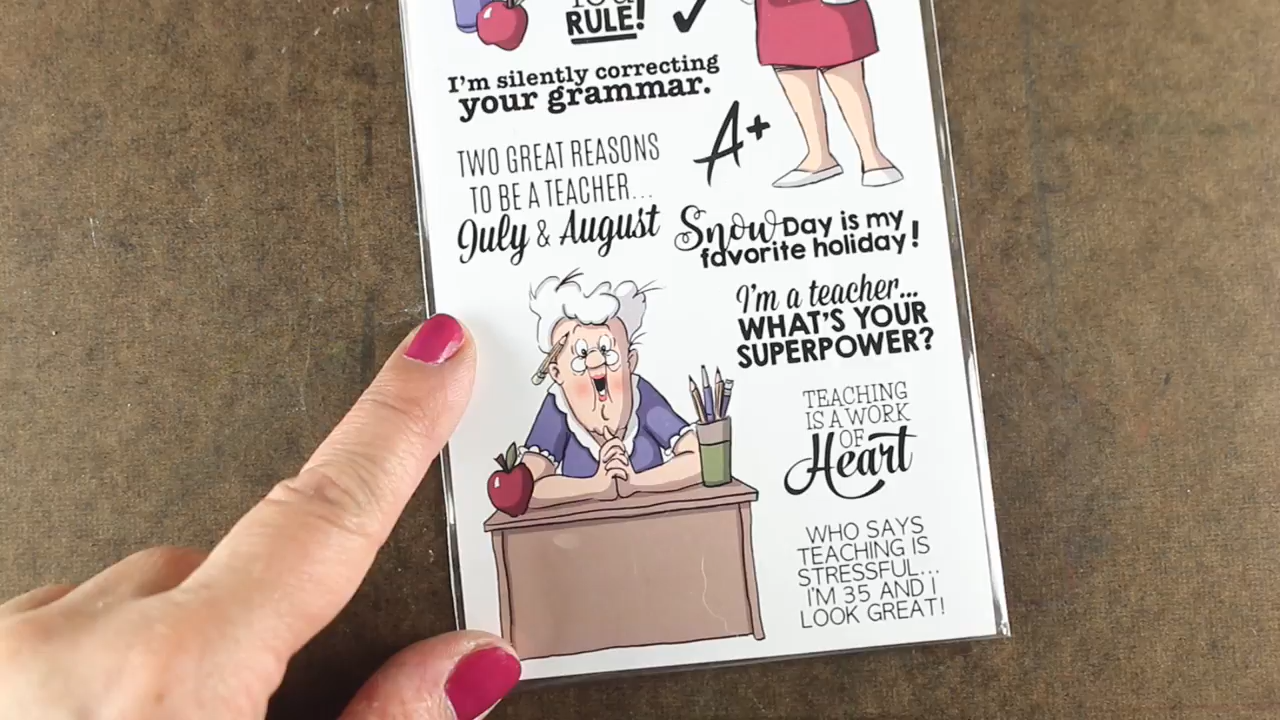 RULE!
I'm silently correcting
your grammar.
A+
TWO GREAT REASONS
TO BE A TEACHER...
July & August
Snow Day is my
favorite holiday!
I'm a teacher...
WHAT'S YOUR
SUPERPOWER?
TEACHING
IS A WORK
OF
Heart
WHO SAYS
TEACHING IS
STRESSFUL...
I'M 35 AND I
LOOK GREAT!